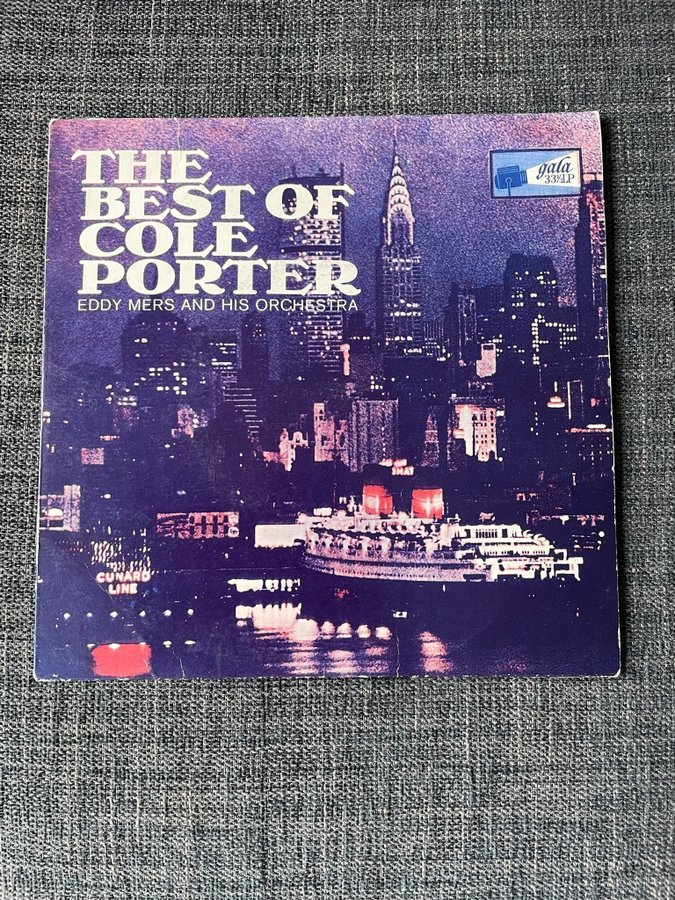 THE
BEST OF
COLE
PORTER
EDDY MERS AND HIS ORCHESTRA
gala
33⅓LP
CUNARD
LINE